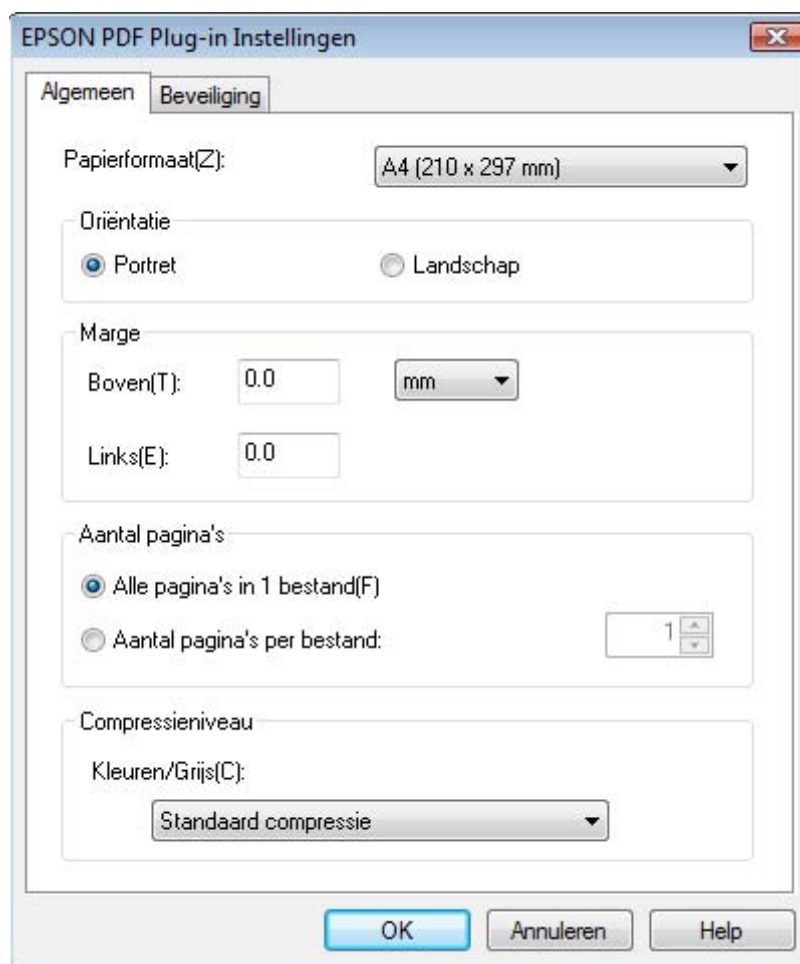 EPSON PDF Plug-in Instellingen
Algemeen Beveiliging
Papierformaat(Z): A4 (210 x 297 mm)
Oriëntatie
Portret Landschap
Marge
Boven(T): 0.0 mm
Links(E): 0.0
Aantal pagina's
Alle pagina's in 1 bestand(F)
Aantal pagina's per bestand: 1
Compressieniveau
Kleuren/Grijs(C):
Standaard compressie
OK Annuleren Help